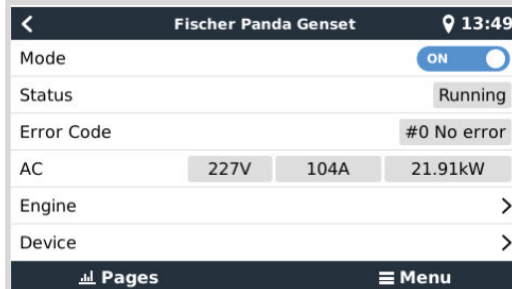 Fischer Panda Genset 13:49
Mode ON
Status Running
Error Code #0 No error
AC 227V 104A 21.91kW
Engine
Device
Pages Menu